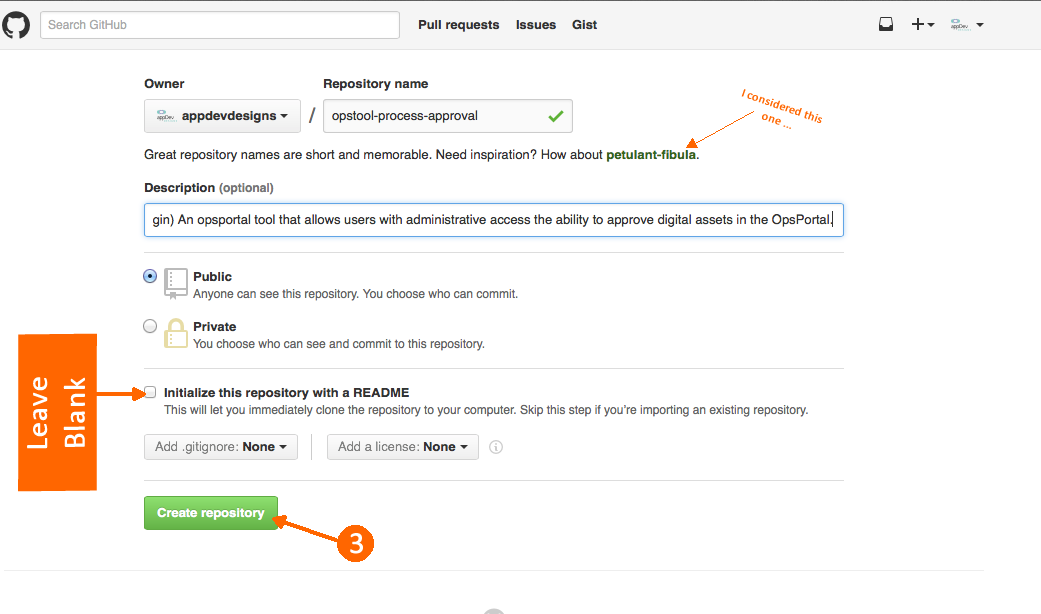 Search GitHub
Pull requests Issues Gist
appDev
Owner Repository name
appDev appdevdesigns / opstool-process-approval
I considered this
one ...
Great repository names are short and memorable. Need inspiration? How about petulant-fibula.
Description (optional)
gin) An opsportal tool that allows users with administrative access the ability to approve digital assets in the OpsPortal.
Public
Anyone can see this repository. You choose who can commit.
Private
You choose who can see and commit to this repository.
Leave
Blank
Initialize this repository with a README
This will let you immediately clone the repository to your computer. Skip this step if you're importing an existing repository.
Add .gitignore: None Add a license: None
Create repository
3